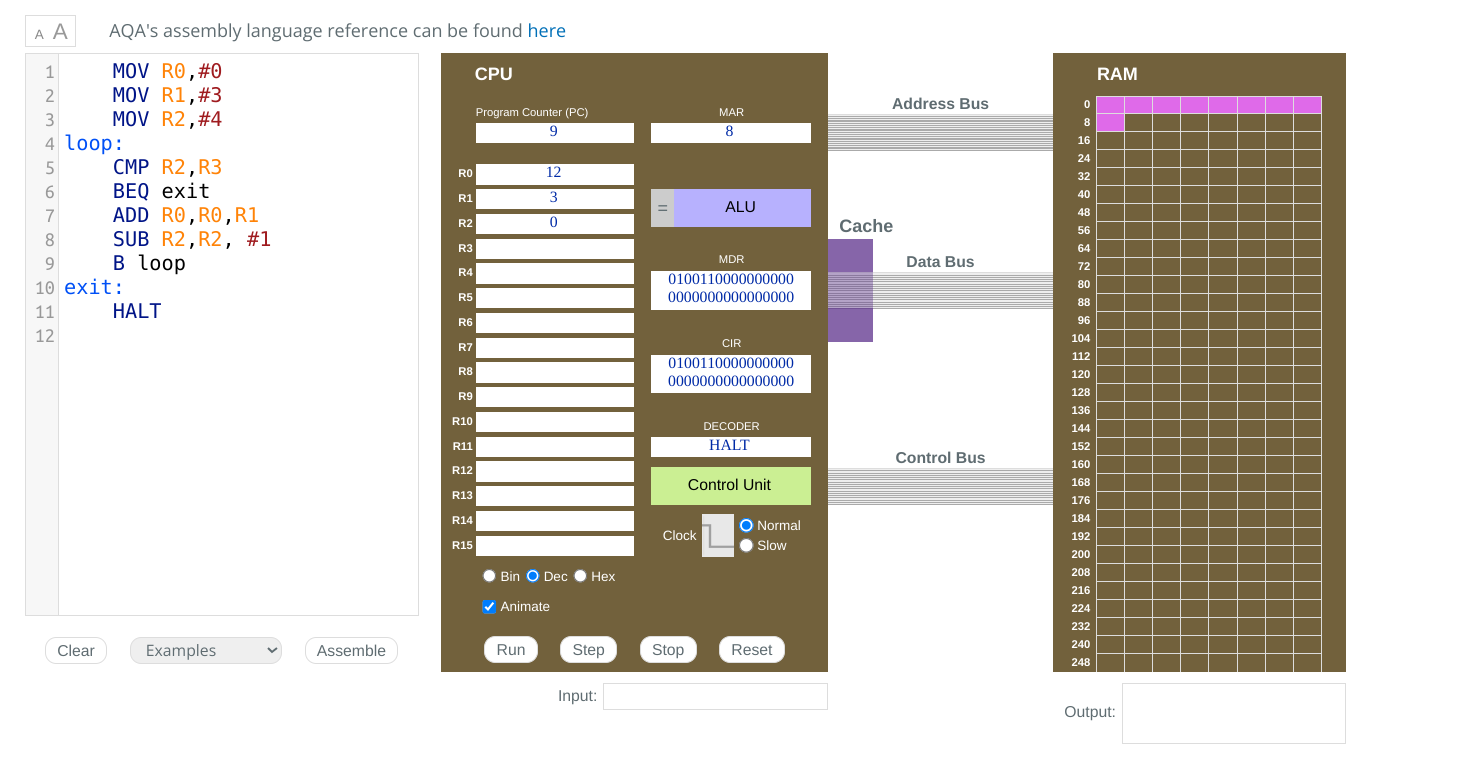 A A AQA's assembly language reference can be found here
1 MOV R0,#0
2 MOV R1,#3
3 MOV R2,#4
4 loop:
5 CMP R2,R3
6 BEQ exit
7 ADD R0,R0,R1
8 SUB R2,R2, #1
9 B loop
10 exit:
11 HALT
12
Clear Examples Assemble
CPU
Program Counter (PC)
9
MAR
8
R0 12
R1 3
R2 0
R3
R4
R5
R6
R7
R8
R9
R10
R11
R12
R13
R14
R15
= ALU
MDR
0100110000000000
0000000000000000
CIR
0100110000000000
0000000000000000
DECODER
HALT
Control Unit
Clock Normal
Slow
Bin Dec Hex
Animate
Run Step Stop Reset
Input:
Address Bus
Cache
Data Bus
Control Bus
RAM
0
8
16
24
32
40
48
56
64
72
80
88
96
104
112
120
128
136
144
152
160
168
176
184
192
200
208
216
224
232
240
248
Output: